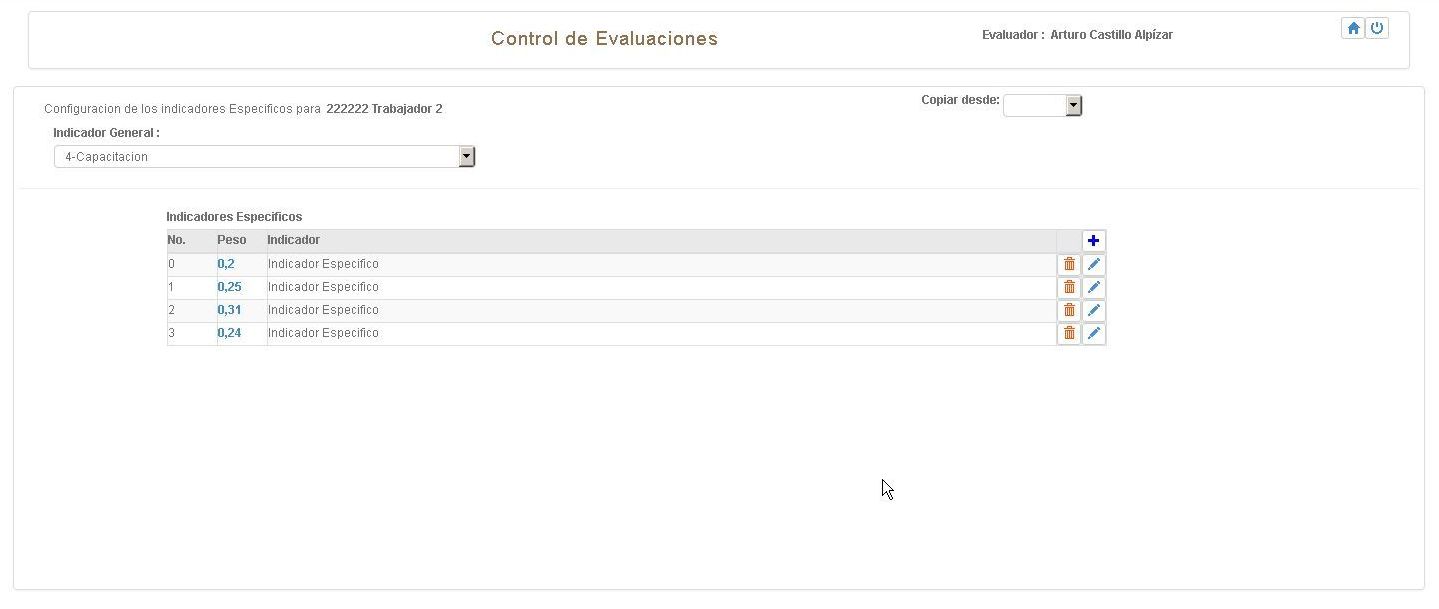 Control de Evaluaciones
Evaluador : Arturo Castillo Alpízar
Configuracion de los indicadores Especificos para 222222 Trabajador 2
Copiar desde:
Indicador General :
4-Capacitacion
Indicadores Especificos
No. Peso Indicador
0 0,2 Indicador Especifico
1 0,25 Indicador Especifico
2 0,31 Indicador Especifico
3 0,24 Indicador Especifico